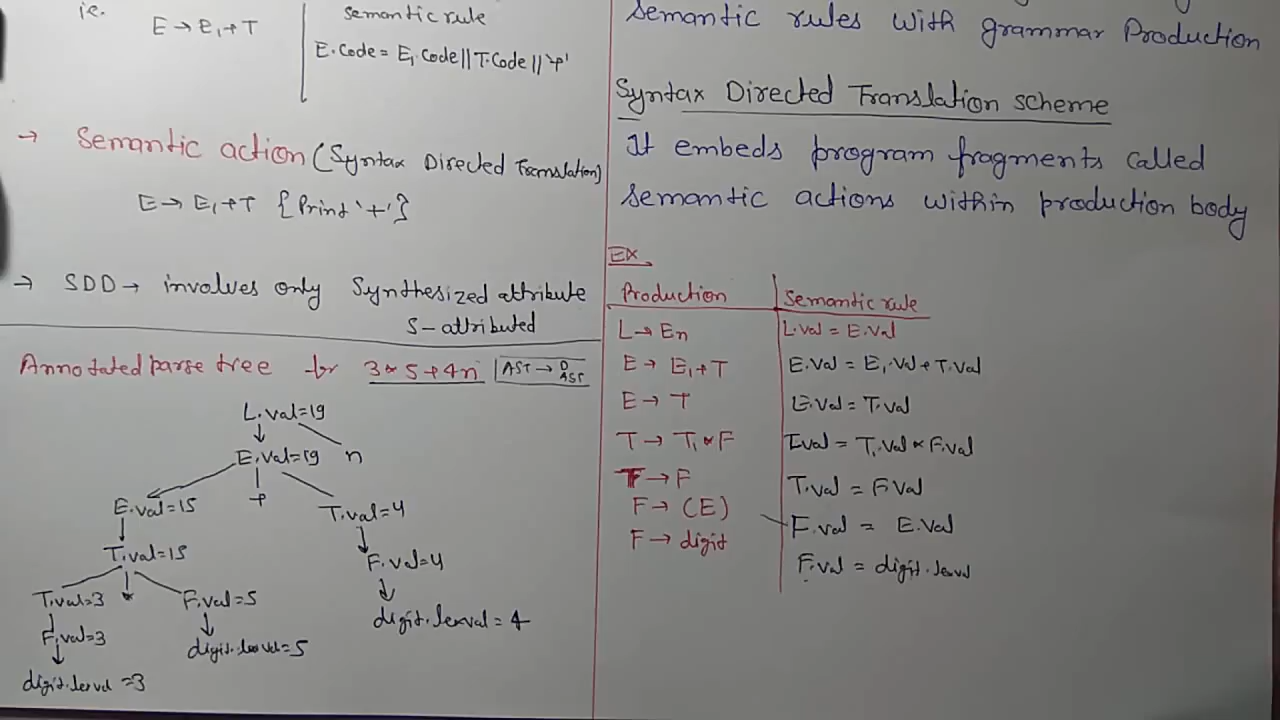 ie.
E → E₁ + T
semantic rule
E.Code = E₁.Code || T.Code || '+'
→ Semantic action (Syntax Directed Translation)
E → E₁ + T {Print '+'}
→ SDD → involves only Synthesized attribute
S-attributed
Annotated parse tree for 3 * 5 + 4n
AST → D
AST
L.val = 19
E.val = 19 n
E.val = 15 + T.val = 4
T.val = 15 F.val = 4
T.val = 3 * F.val = 5 digit.lexval = 4
F.val = 3 digit.lexval = 5
digit.lexval = 3
Semantic rules with grammar Production
Syntax Directed Translation scheme
It embeds program fragments called
semantic actions within production body
EX
Production Semantic rule
L → En L.val = E.val
E → E₁ + T E.val = E₁.val + T.val
E → T E.val = T.val
T → T₁ * F T.val = T₁.val * F.val
T → F T.val = F.val
F → (E) F.val = E.val
F → digit F.val = digit.lexval